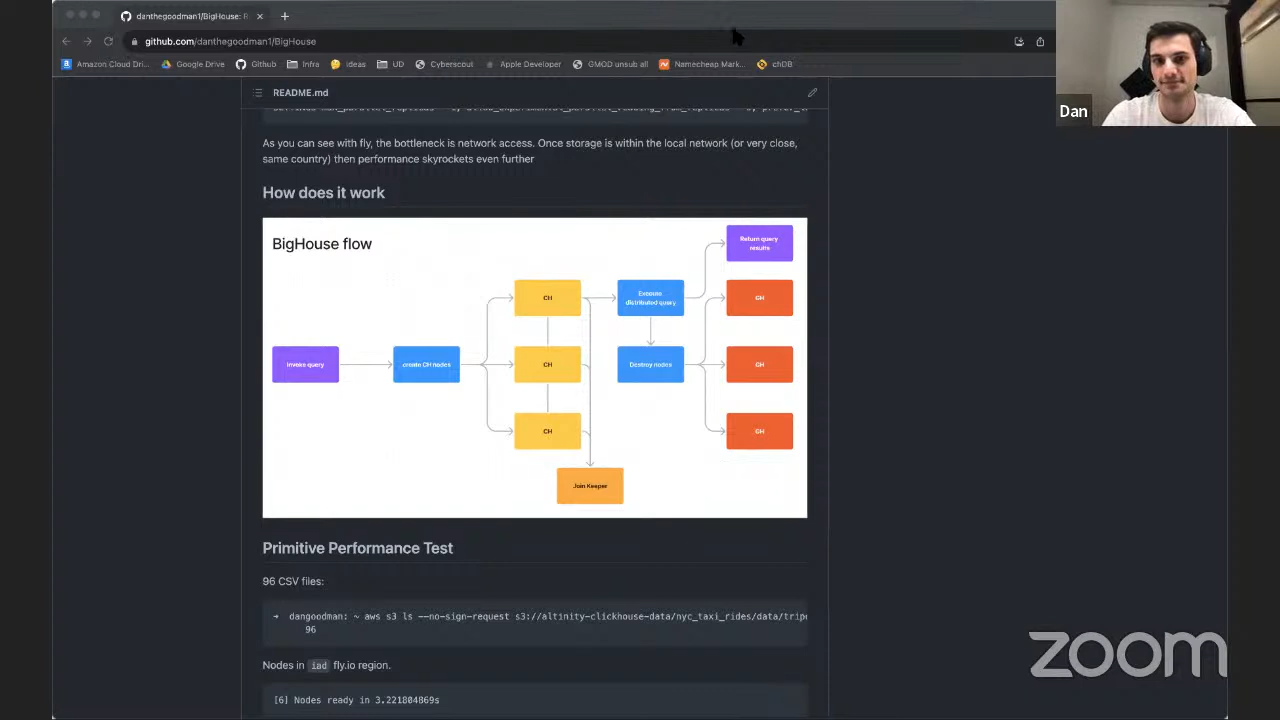 danthegoodman1/BigHouse: R
github.com/danthegoodman1/BigHouse
Amazon Cloud Dri...
Google Drive
Github
Infra
ideas
UD
Cyberscout
Apple Developer
GMOD unsub all
Namecheap Mark...
chDB
Dan
README.md
As you can see with fly, the bottleneck is network access. Once storage is within the local network (or very close,
same country) then performance skyrockets even further
How does it work
BigHouse flow
Return query
results
CH
Execute
distributed query
CH
Invoke query
create CH nodes
CH
Destroy nodes
CH
CH
CH
Join Keeper
Primitive Performance Test
96 CSV files:
→ dangoodman: ~ aws s3 ls --no-sign-request s3://altinity-clickhouse-data/nyc_taxi_rides/data/trip
96
Nodes in iad fly.io region.
[6] Nodes ready in 3.221804869s
zoom